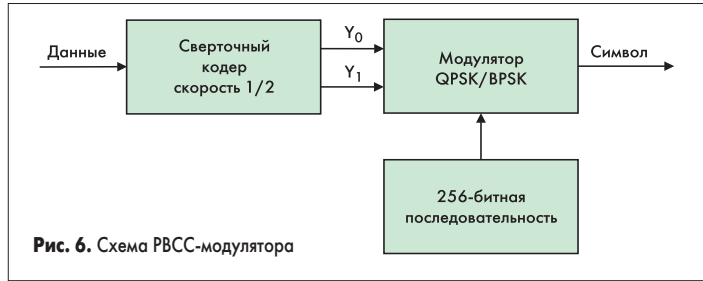 Данные
Сверточный
кодер
скорость 1/2
Y0
Y1
Модулятор
QPSK/BPSK
Символ
256-битная
последовательность
Рис. 6. Схема PBCC-модулятора